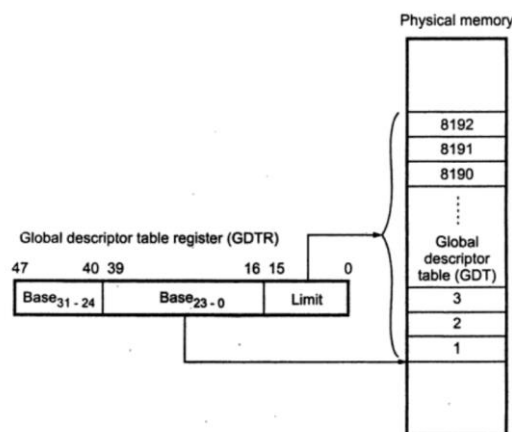 Physical memory
8192
8191
8190
Global descriptor table register (GDTR)
Global
descriptor
table (GDT)
47 40 39 16 15 0
Base31 - 24 Base23 - 0 Limit
3
2
1